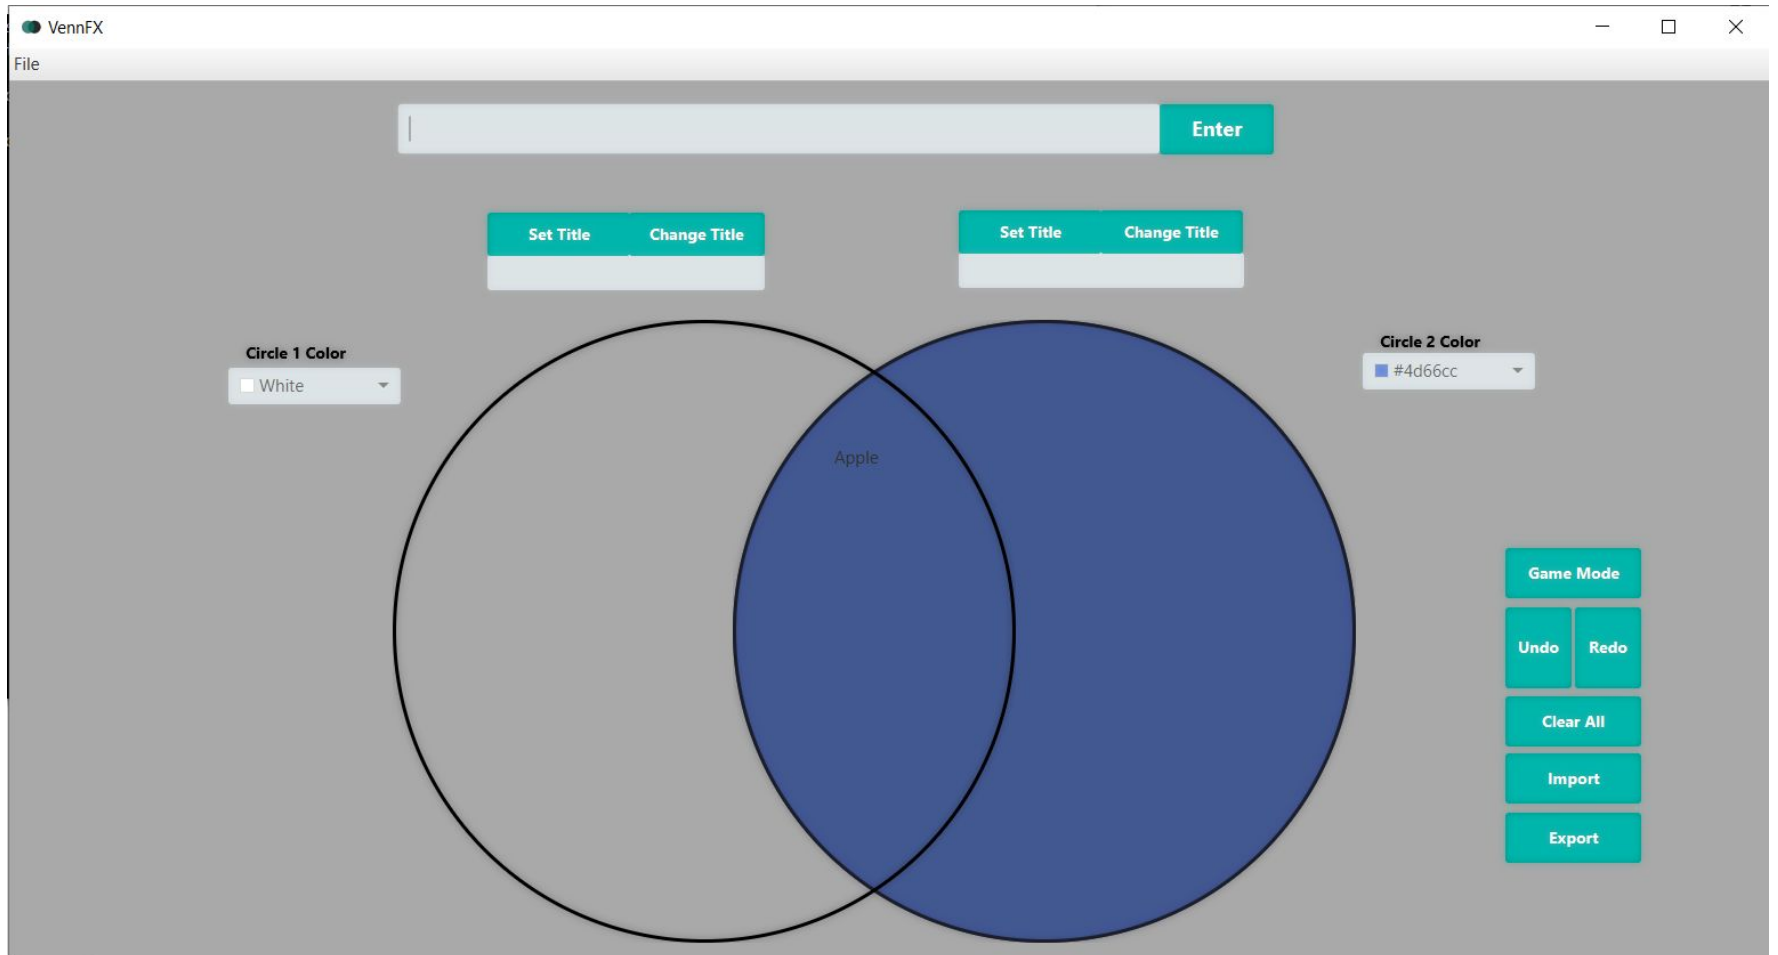 VennFX
File
Enter
Set Title Change Title
Set Title Change Title
Circle 1 Color
White
Circle 2 Color
#4d66cc
Apple
Game Mode
Undo Redo
Clear All
Import
Export